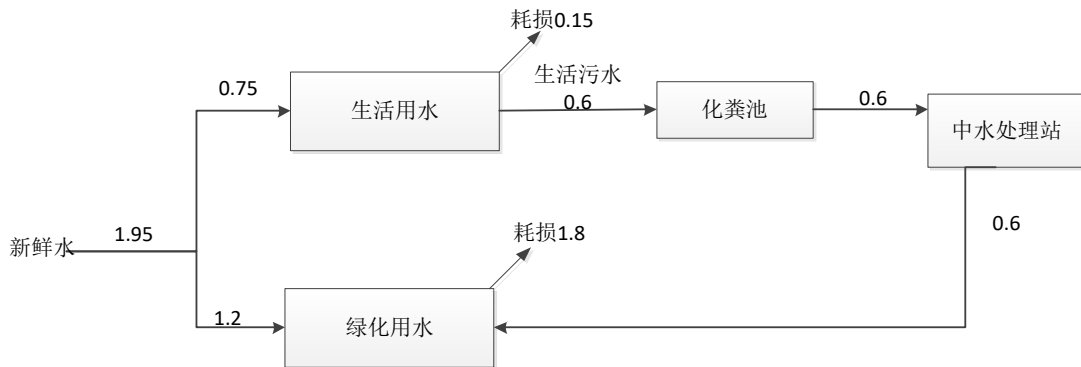 耗损0.15
0.75
生活用水
生活污水
0.6
化粪池
0.6
中水处理站
0.6
新鲜水
1.95
耗损1.8
1.2
绿化用水